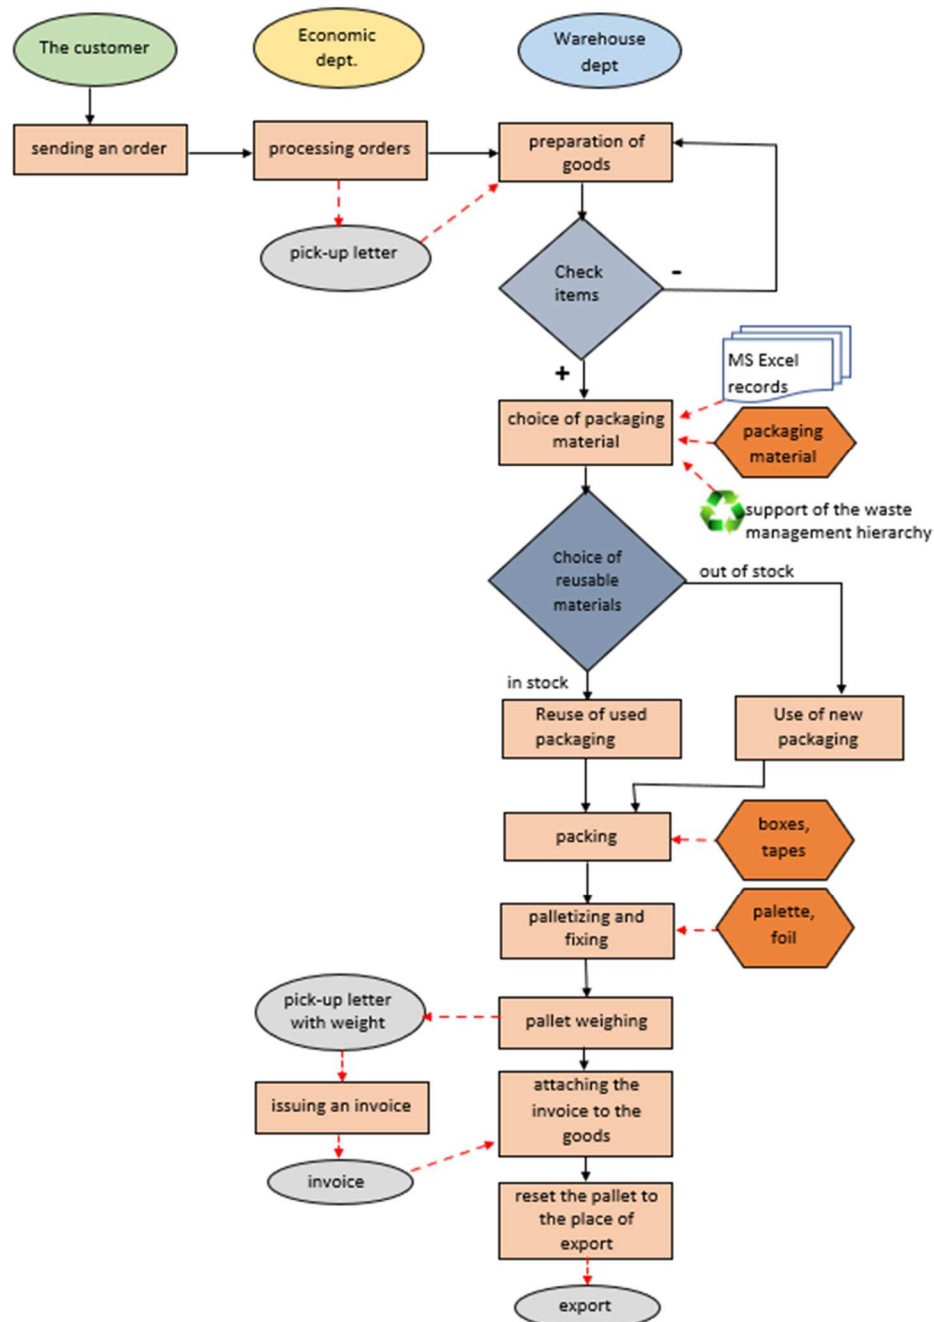 The customer
Economic
dept.
Warehouse
dept
sending an order
processing orders
preparation of
goods
pick-up letter
Check
items
-
+
MS Excel
records
choice of packaging
material
packaging
material
support of the waste
management hierarchy
Choice of
reusable
materials
out of stock
in stock
Reuse of used
packaging
Use of new
packaging
packing
boxes,
tapes
palletizing and
fixing
palette,
foil
pick-up letter
with weight
pallet weighing
issuing an invoice
attaching the
invoice to the
goods
invoice
reset the pallet to
the place of
export
export